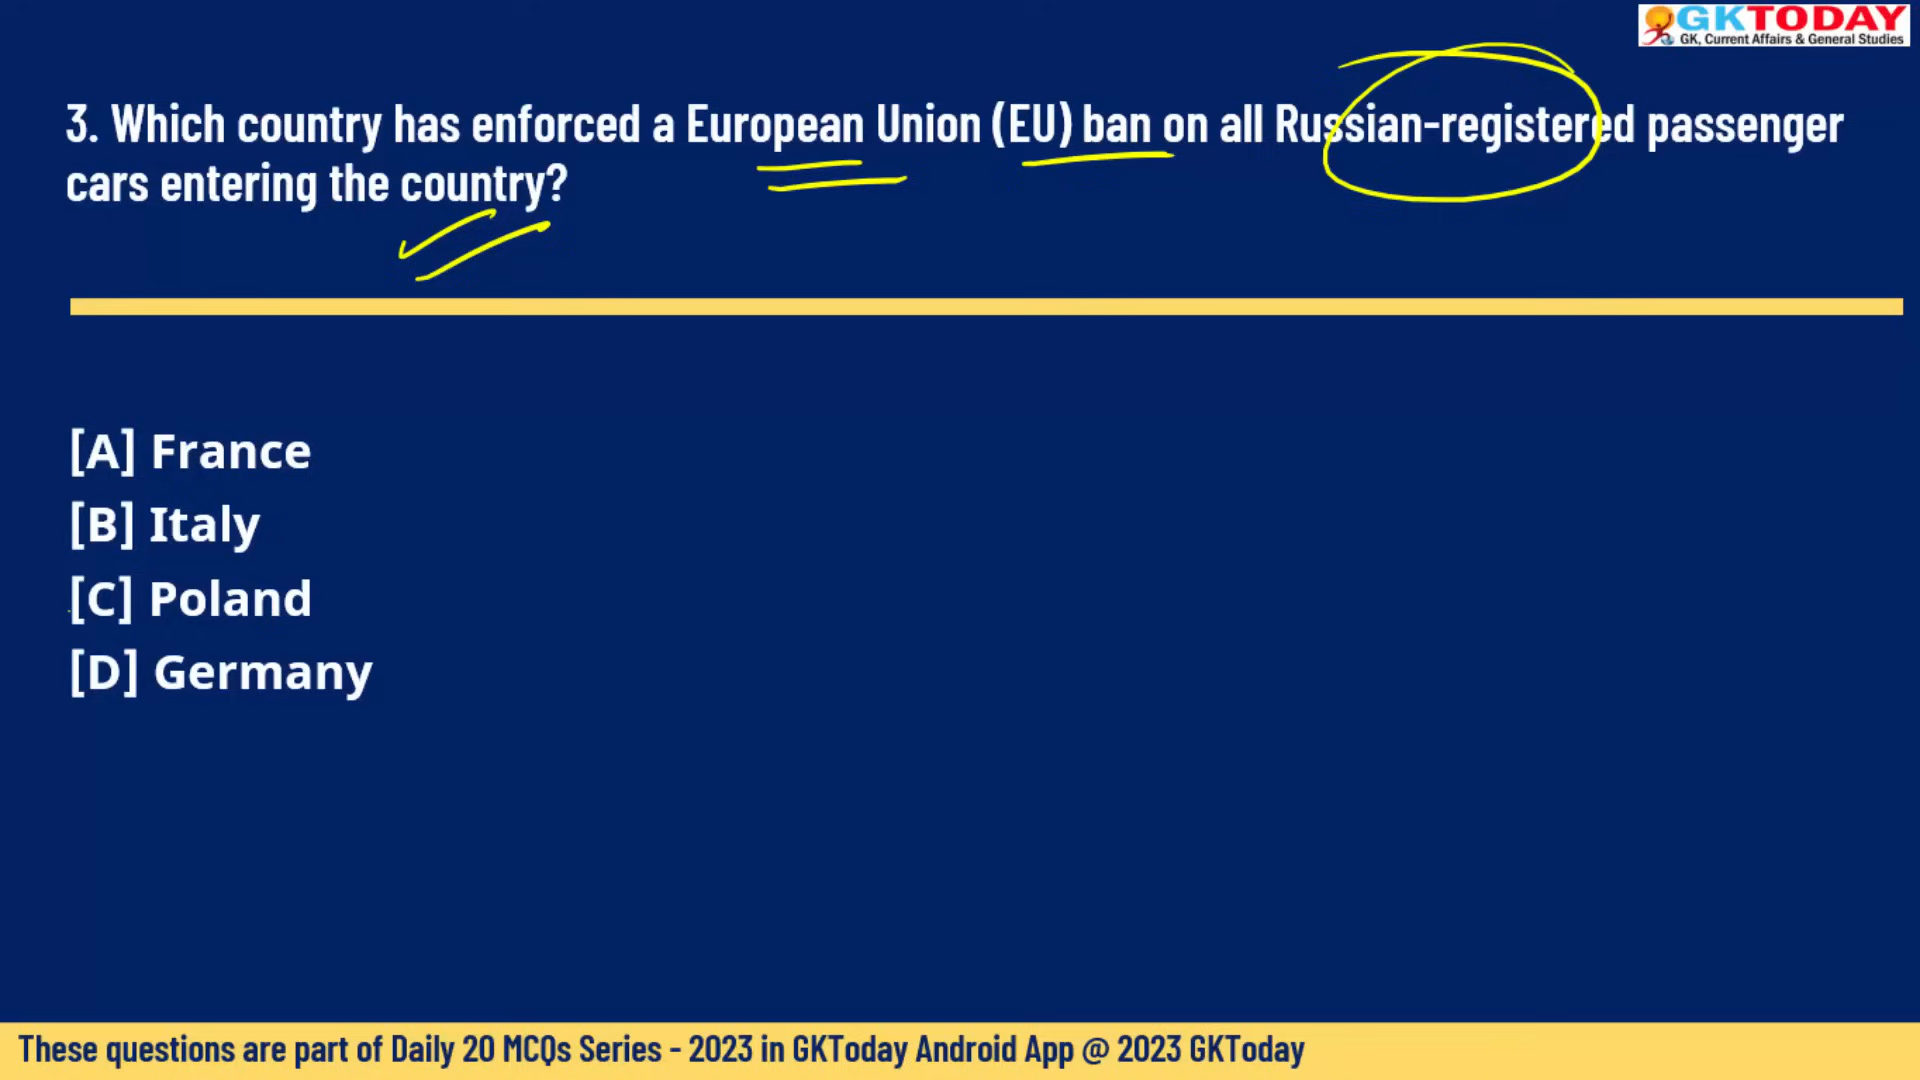 GKTODAY
GK, Current Affairs & General Studies
3. Which country has enforced a European Union (EU) ban on all Russian-registered passenger
cars entering the country?
[A] France
[B] Italy
[C] Poland
[D] Germany
These questions are part of Daily 20 MCQs Series - 2023 in GKToday Android App @ 2023 GKToday